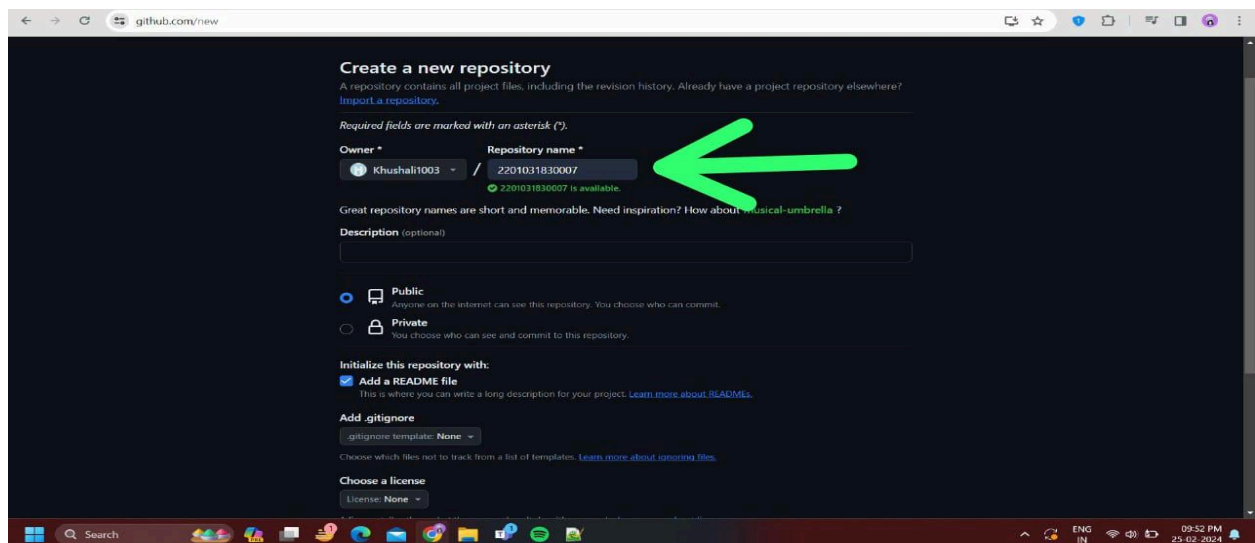 github.com/new
Create a new repository
A repository contains all project files, including the revision history. Already have a project repository elsewhere?
Import a repository.
Required fields are marked with an asterisk (*).
Owner * Repository name *
Khushali1003 / 2201031830007
2201031830007 is available.
Great repository names are short and memorable. Need inspiration? How about musical-umbrella ?
Description (optional)
Public
Anyone on the internet can see this repository. You choose who can commit.
Private
You choose who can see and commit to this repository.
Initialize this repository with:
Add a README file
This is where you can write a long description for your project. Learn more about READMEs.
Add .gitignore
.gitignore template: None
Choose which files not to track from a list of templates. Learn more about ignoring files.
Choose a license
License: None
Search
ENG
IN
09:52 PM
25-02-2024